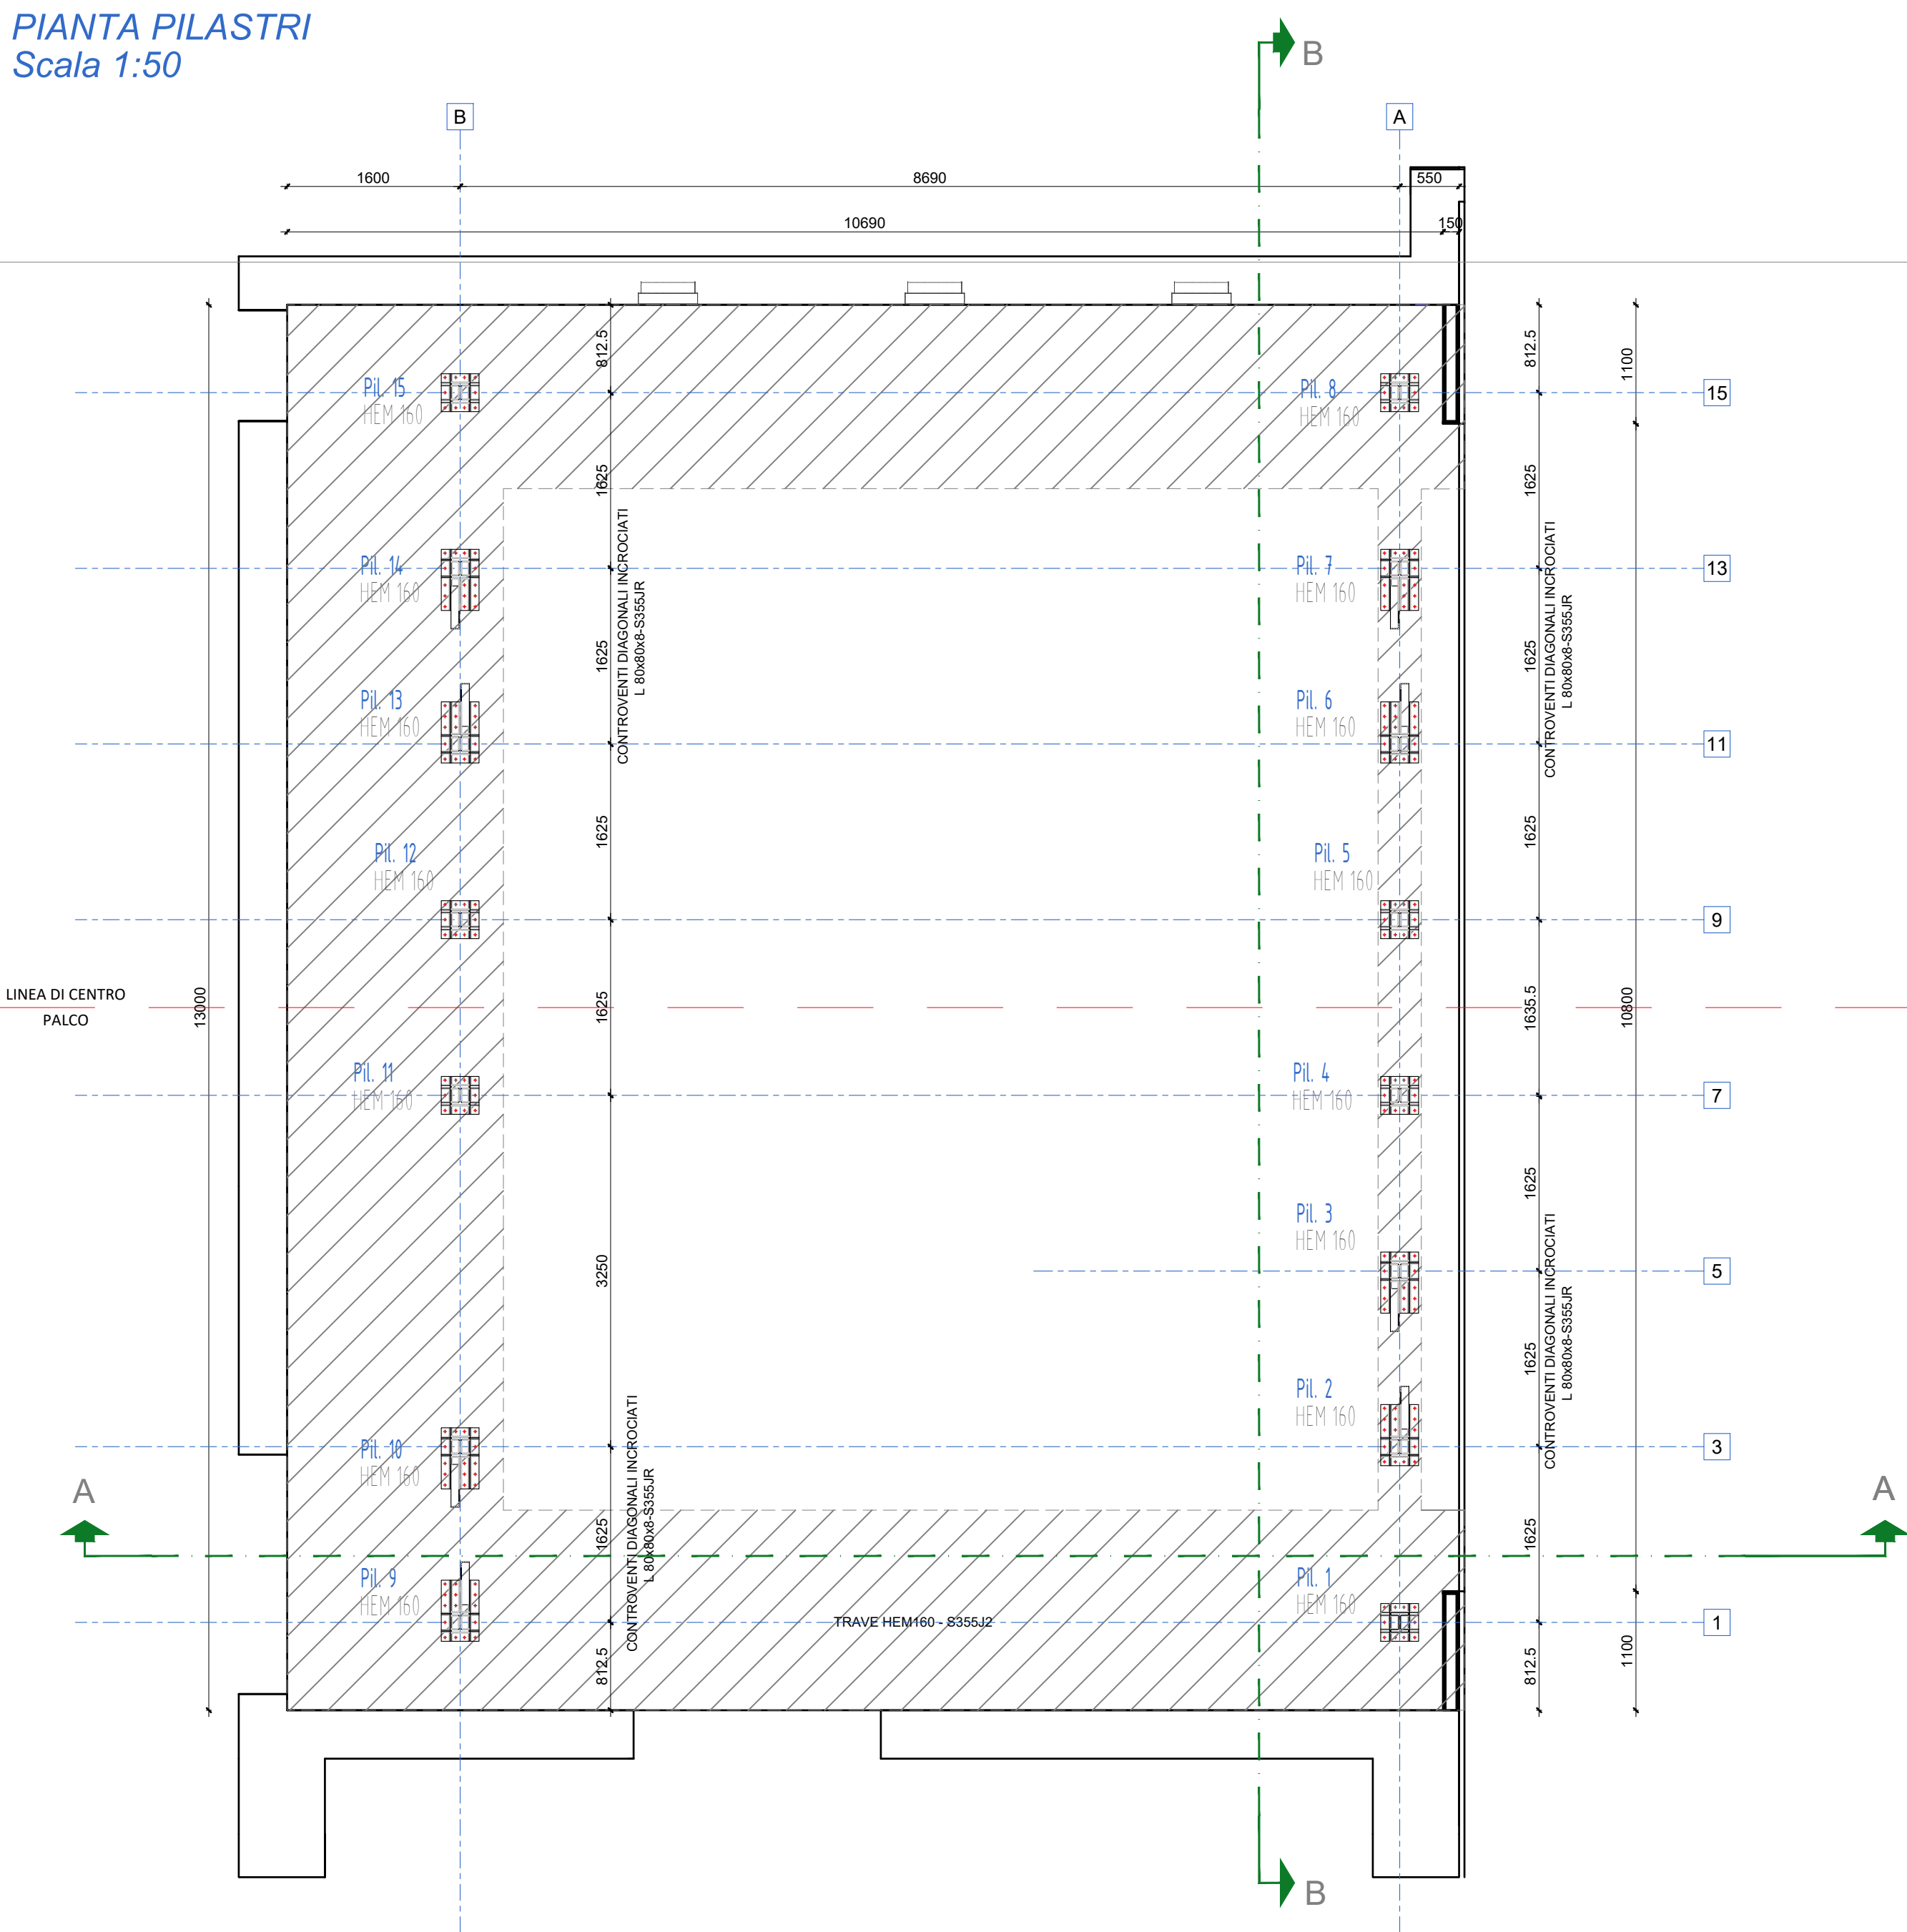 PIANTA PILASTRI
Scala 1:50
B
B
A
1600
8690
550
10690
150
812.5
812.5
1100
Pil. 15
HEM 160
Pil. 8
HEM 160
15
1625
1625
CONTROVENTI DIAGONALI INCROCIATI
L 80x80x8-S355JR
CONTROVENTI DIAGONALI INCROCIATI
L 80x80x8-S355JR
Pil. 14
HEM 160
Pil. 7
HEM 160
13
1625
1625
Pil. 13
HEM 160
Pil. 6
HEM 160
11
1625
1625
Pil. 12
HEM 160
Pil. 5
HEM 160
9
LINEA DI CENTRO
PALCO
13000
1625
1635.5
10800
Pil. 11
HEM 160
Pil. 4
HEM 160
7
1625
Pil. 3
HEM 160
3250
5
CONTROVENTI DIAGONALI INCROCIATI
L 80x80x8-S355JR
1625
Pil. 2
HEM 160
Pil. 10
HEM 160
3
A
A
CONTROVENTI DIAGONALI INCROCIATI
L 80x80x8-S355JR
1625
1625
Pil. 9
HEM 160
Pil. 1
HEM 160
TRAVE HEM160 - S355J2
1
812.5
812.5
1100
B